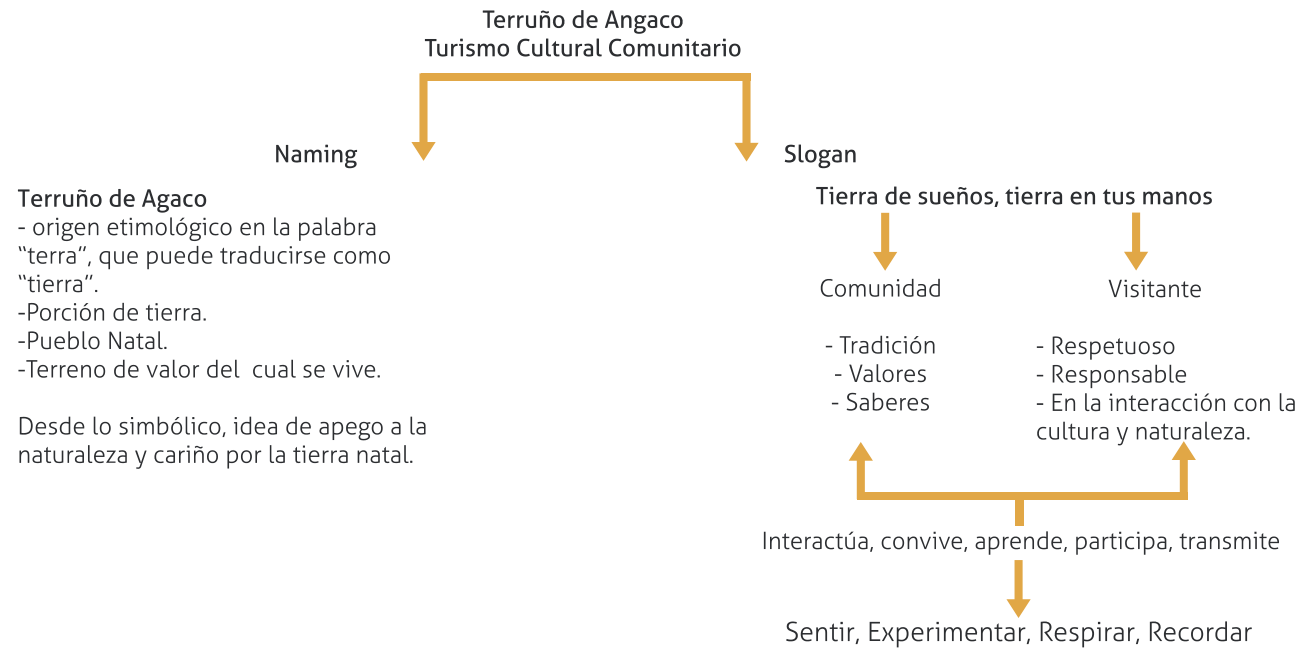 Terruño de Angaco
Turismo Cultural Comunitario
Naming
Terruño de Agaco
- origen etimológico en la palabra
“terra”, que puede traducirse como
“tierra”.
-Porción de tierra.
-Pueblo Natal.
-Terreno de valor del  cual se vive.
Desde lo simbólico, idea de apego a la
naturaleza y cariño por la tierra natal.
Slogan
Tierra de sueños, tierra en tus manos
Comunidad
- Tradición
- Valores
- Saberes
Visitante
- Respetuoso
- Responsable
- En la interacción con la
cultura y naturaleza.
Interactúa, convive, aprende, participa, transmite
Sentir, Experimentar, Respirar, Recordar